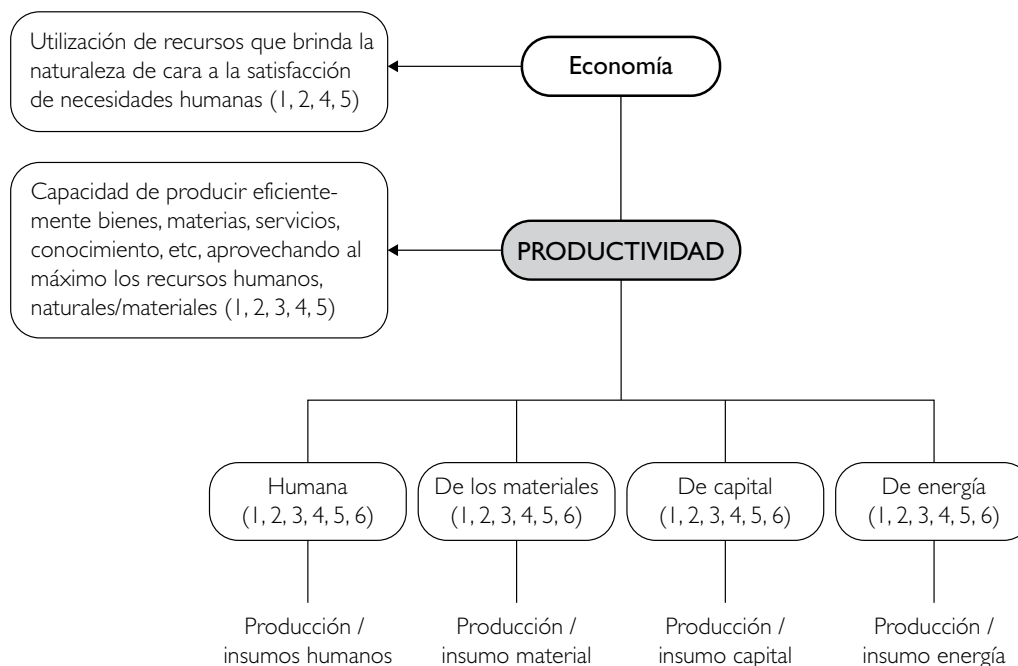 Utilización de recursos que brinda la
naturaleza de cara a la satisfacción
de necesidades humanas (1, 2, 4, 5)
Economía
Capacidad de producir eficiente-
mente bienes, materias, servicios,
conocimiento, etc, aprovechando al
máximo los recursos humanos,
naturales/materiales (1, 2, 3, 4, 5)
PRODUCTIVIDAD
Humana
(1, 2, 3, 4, 5, 6)
De los materiales
(1, 2, 3, 4, 5, 6)
De capital
(1, 2, 3, 4, 5, 6)
De energía
(1, 2, 3, 4, 5, 6)
Producción /
insumos humanos
Producción /
insumo material
Producción /
insumo capital
Producción /
insumo energía